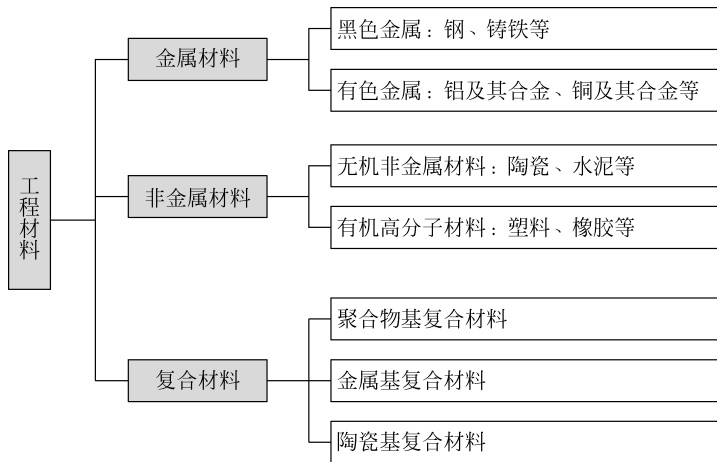 工程材料
金属材料
黑色金属：钢、铸铁等
有色金属：铝及其合金、铜及其合金等
非金属材料
无机非金属材料：陶瓷、水泥等
有机高分子材料：塑料、橡胶等
复合材料
聚合物基复合材料
金属基复合材料
陶瓷基复合材料